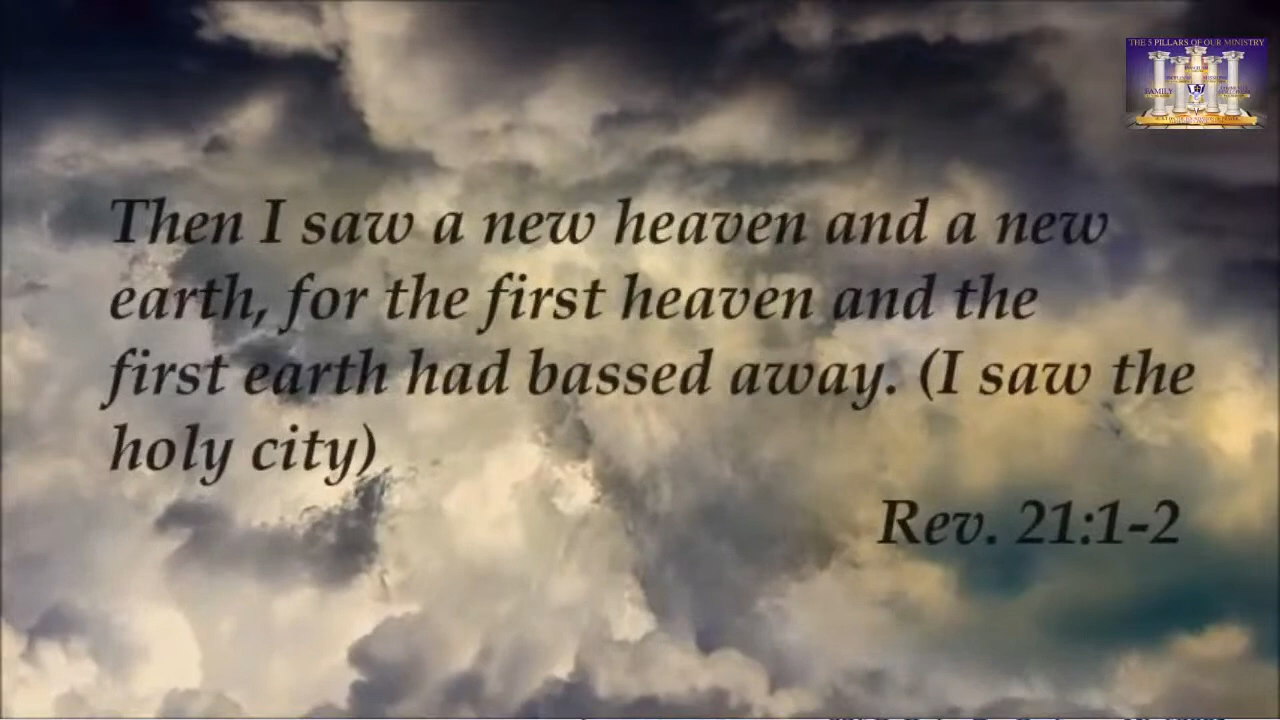 THE 5 PILLARS OF OUR MINISTRY
FAMILY
Then I saw a new heaven and a new
earth, for the first heaven and the
first earth had bassed away. (I saw the
holy city)
Rev. 21:1-2